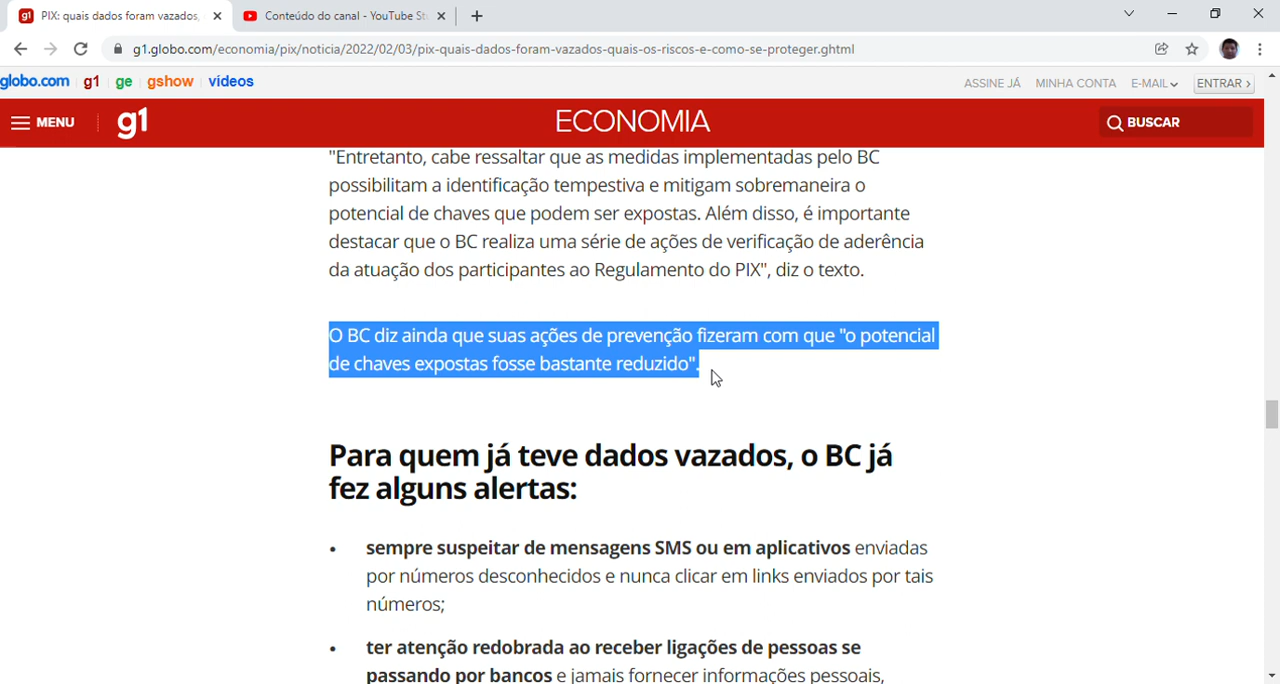 g1 PIX: quais dados foram vazados,
Conteúdo do canal - YouTube St
g1.globo.com/economia/pix/noticia/2022/02/03/pix-quais-dados-foram-vazados-quais-os-riscos-e-como-se-proteger.ghtml
globo.com g1 ge gshow vídeos ASSINE JÁ MINHA CONTA E-MAIL ENTRAR ›
MENU g1 ECONOMIA BUSCAR
"Entretanto, cabe ressaltar que as medidas implementadas pelo BC
possibilitam a identificação tempestiva e mitigam sobremaneira o
potencial de chaves que podem ser expostas. Além disso, é importante
destacar que o BC realiza uma série de ações de verificação de aderência
da atuação dos participantes ao Regulamento do PIX", diz o texto.
O BC diz ainda que suas ações de prevenção fizeram com que "o potencial
de chaves expostas fosse bastante reduzido".
Para quem já teve dados vazados, o BC já
fez alguns alertas:
• sempre suspeitar de mensagens SMS ou em aplicativos enviadas
por números desconhecidos e nunca clicar em links enviados por tais
números;
• ter atenção redobrada ao receber ligações de pessoas se
passando por bancos e jamais fornecer informações pessoais,